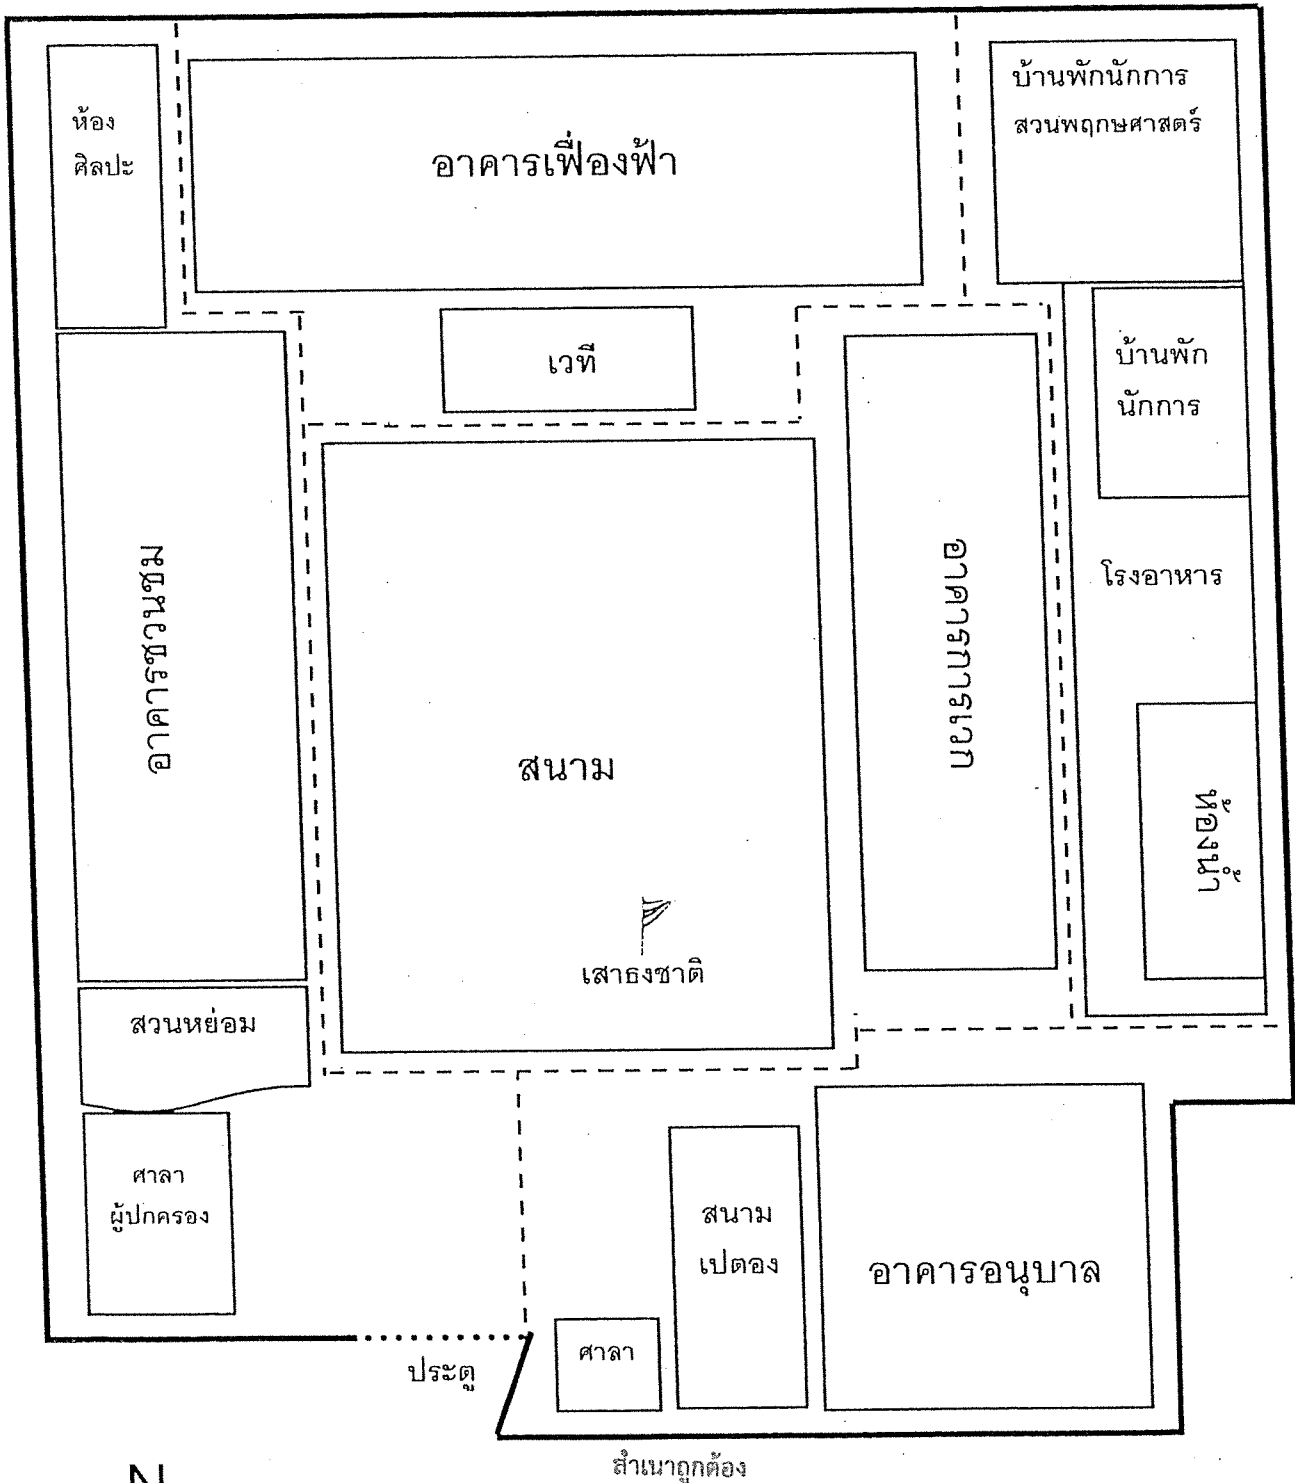 บ้านพักนักการ
สวนพฤกษศาสตร์
ห้อง
ศิลปะ
อาคารเฟื่องฟ้า
เวที
บ้านพัก
นักการ
อาคารชวนชม
อาคารการเวก
โรงอาหาร
สนาม
ห้องน้ำ
เสาธงชาติ
สวนหย่อม
ศาลา
ผู้ปกครอง
สนาม
เปตอง
อาคารอนุบาล
ศาลา
ประตู
สำเนาถูกต้อง
N